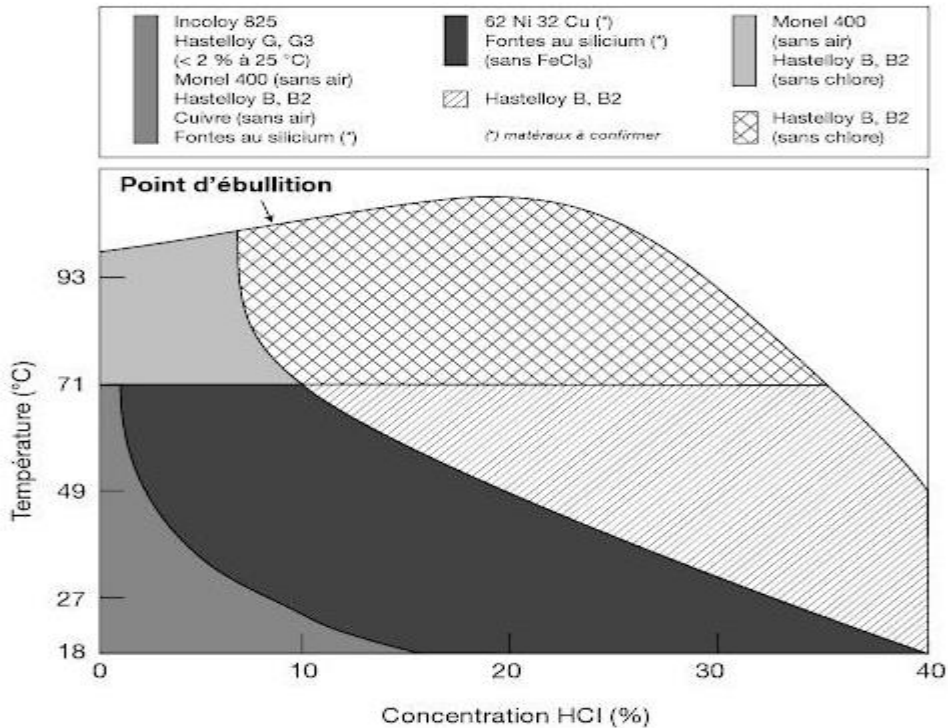 Incoloy 825
Hastelloy G, G3
(< 2 % à 25 °C)
Monel 400 (sans air)
Hastelloy B, B2
Cuivre (sans air)
Fontes au silicium (*)
62 Ni 32 Cu (*)
Fontes au silicium (*)
(sans FeCl₃)
Hastelloy B, B2
(*) matéraux à confirmer
Monel 400
(sans air)
Hastelloy B, B2
(sans chlore)
Hastelloy B, B2
(sans chlore)
Point d'ébullition
Température (°C)
93
71
49
27
18
0
10
20
30
40
Concentration HCl (%)